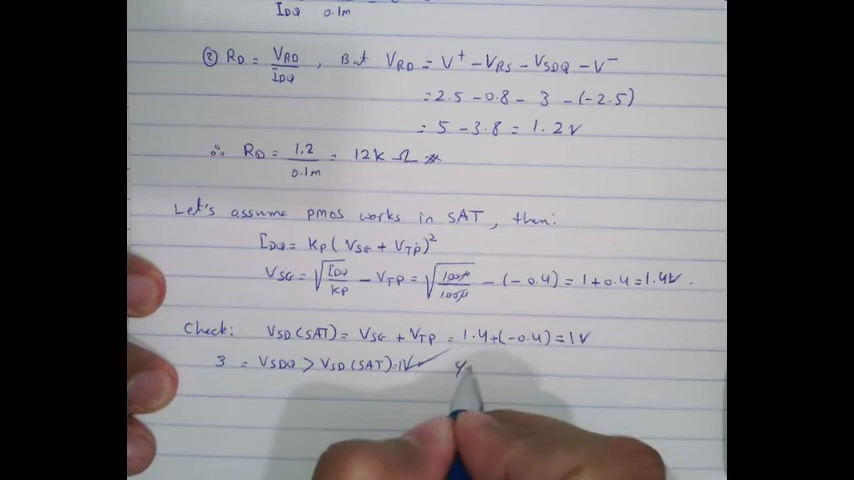 IDQ 0.1m
② RD = VRD / IDQ , But VRD = V+ - VRS - VSDQ - V-
= 2.5 - 0.8 - 3 - (-2.5)
= 5 - 3.8 = 1.2V
∴ RD = 1.2 / 0.1m = 12k Ω
Let's assume PMOS works in SAT, then:
IDQ = KP (VSG + VTP)²
VSG = √(IDQ / KP) - VTP = √(100μ / 100μ) - (-0.4) = 1 + 0.4 = 1.4V.
Check: VSD(SAT) = VSG + VTP = 1.4 + (-0.4) = 1V
3 = VSDQ > VSD(SAT) = 1V ✓